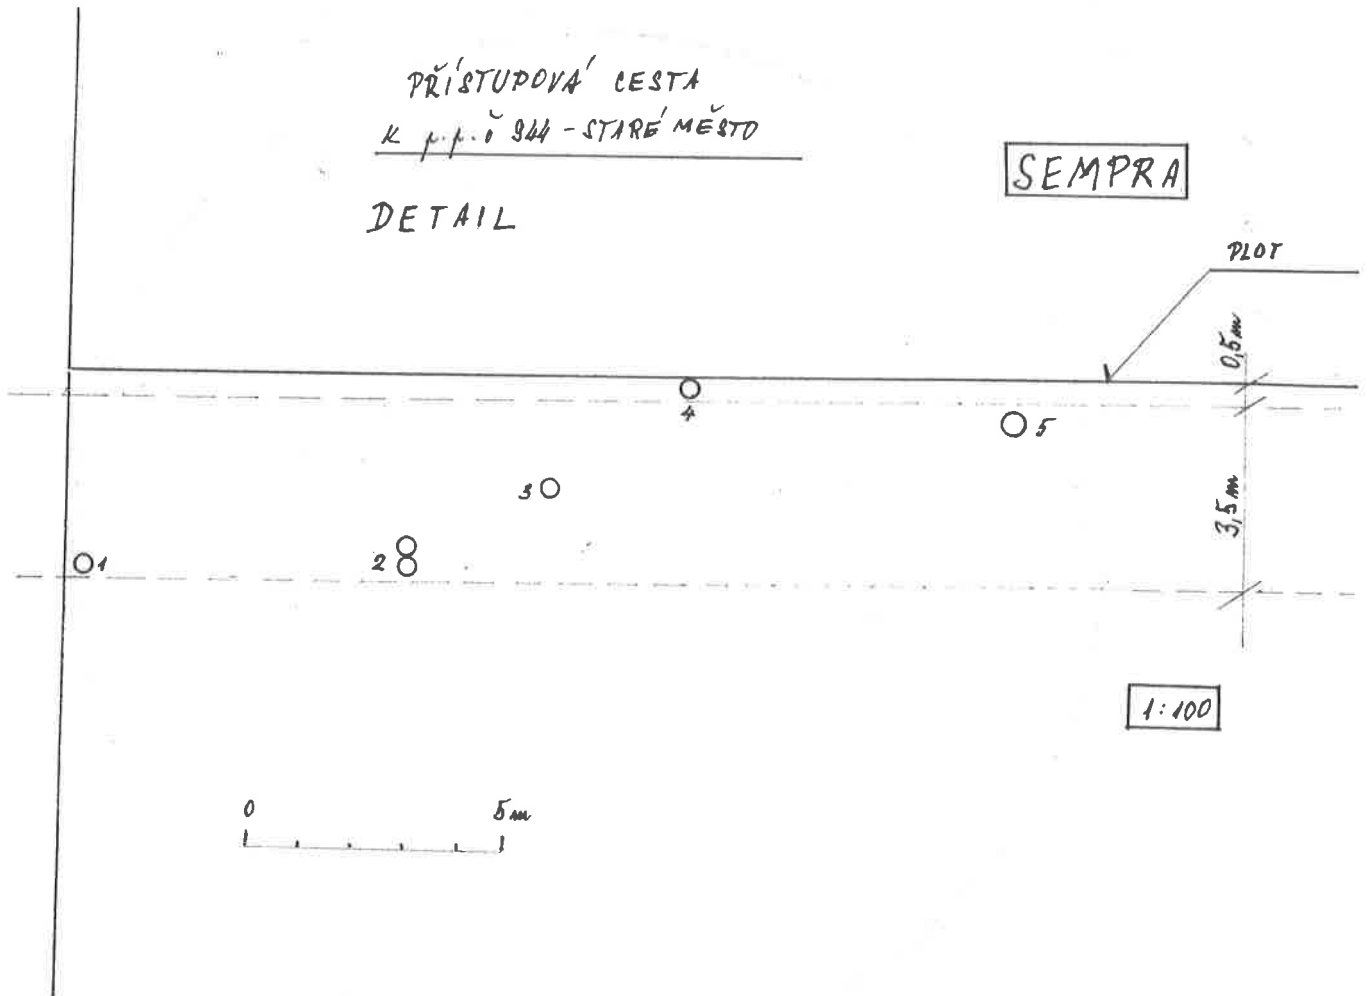 PŘÍSTUPOVÁ CESTA
K p.p.č 944 - STARÉ MĚSTO
DETAIL
SEMPRA
PLOT
0,5m
4
5
3
3,5m
1
2
1:100
0
5m